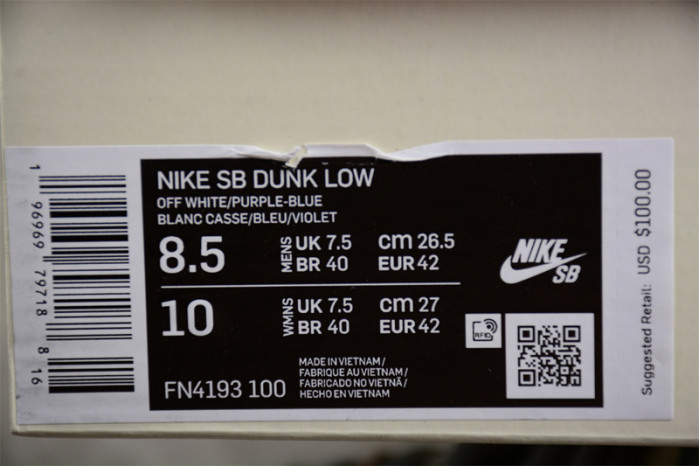 NIKE SB DUNK LOW
OFF WHITE/PURPLE-BLUE
BLANC CASSE/BLEU/VIOLET
8.5
MENS
UK 7.5
cm 26.5
BR 40
EUR 42
10
WMNS
UK 7.5
cm 27
BR 40
EUR 42
FN4193 100
MADE IN VIETNAM /
FABRIQUE AU VIETNAM /
FABRICADO NO VIETNÃ /
HECHO EN VIETNAM
NIKE
SB
RFID
1 96969 79718 8 16
Suggested Retail: USD $100.00